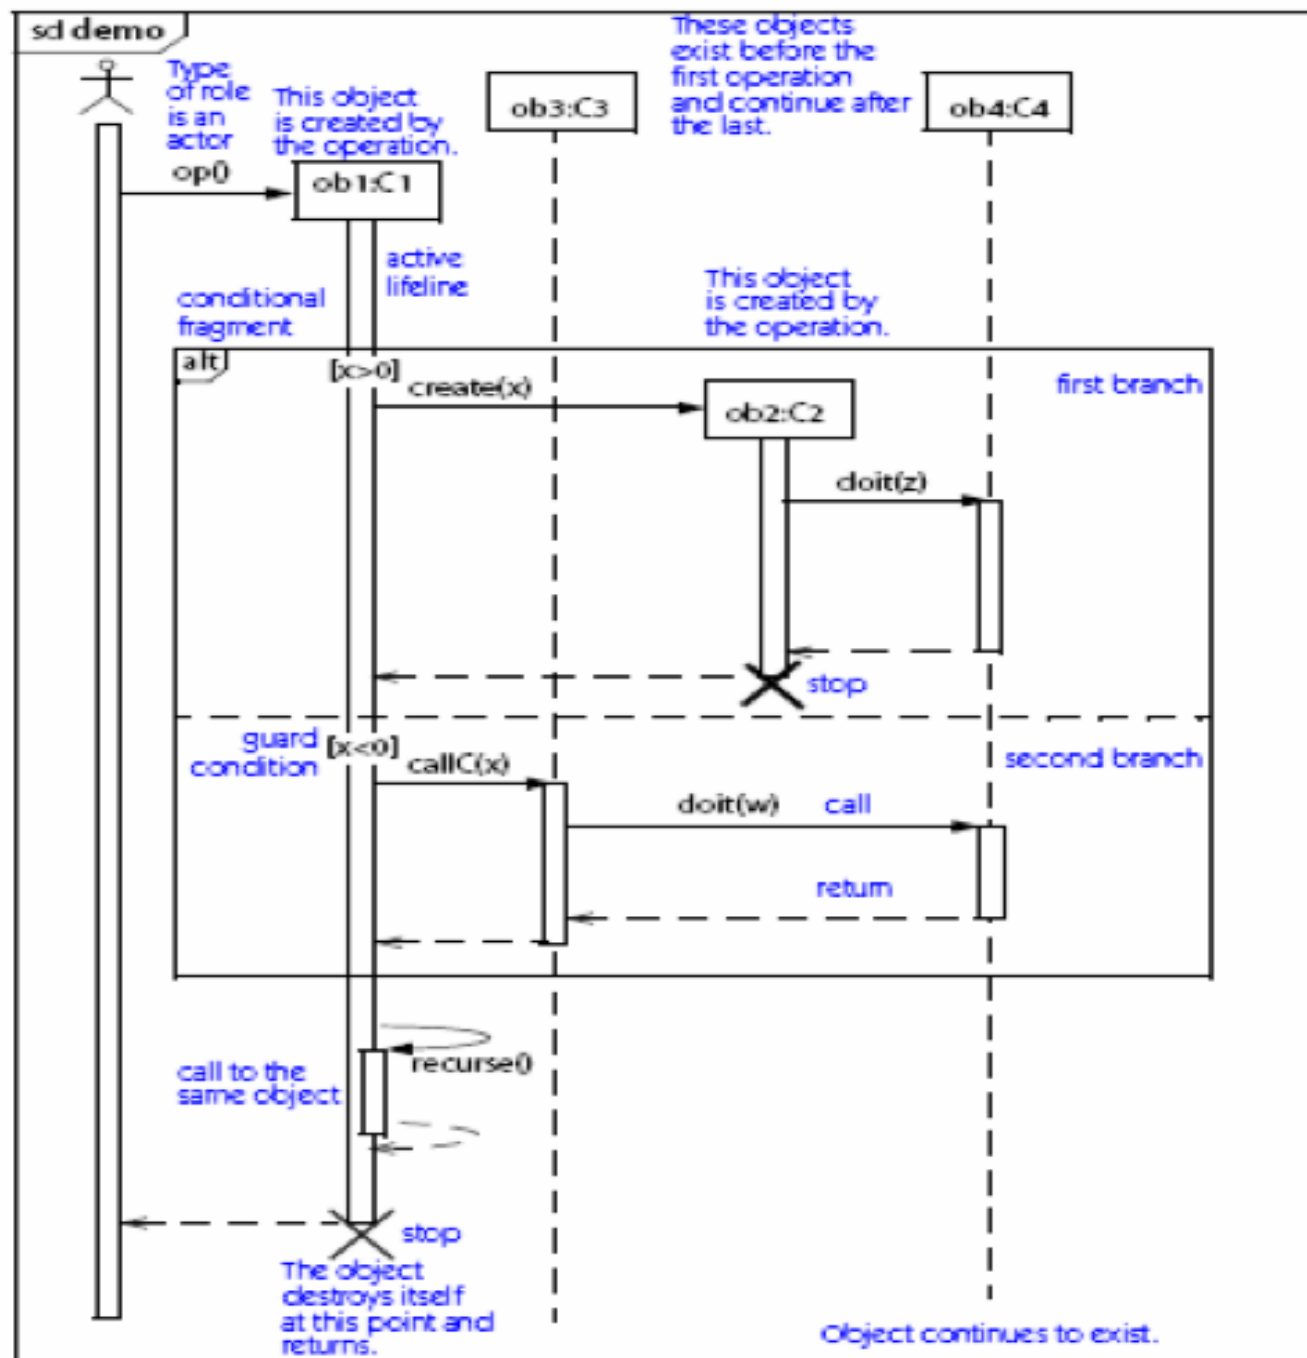 sd demo
Type
of role
is an
actor
This object
is created by
the operation.
These objects
exist before the
first operation
and continue after
the last.
ob3:C3
ob4:C4
op()
ob1:C1
active
lifeline
conditional
fragment
This object
is created by
the operation.
alt
[x>0]
create(x)
ob2:C2
first branch
doit(z)
stop
guard
condition
[x<0]
callC(x)
second branch
doit(w)
call
return
recurse()
call to the
same object
stop
The object
destroys itself
at this point and
returns.
Object continues to exist.